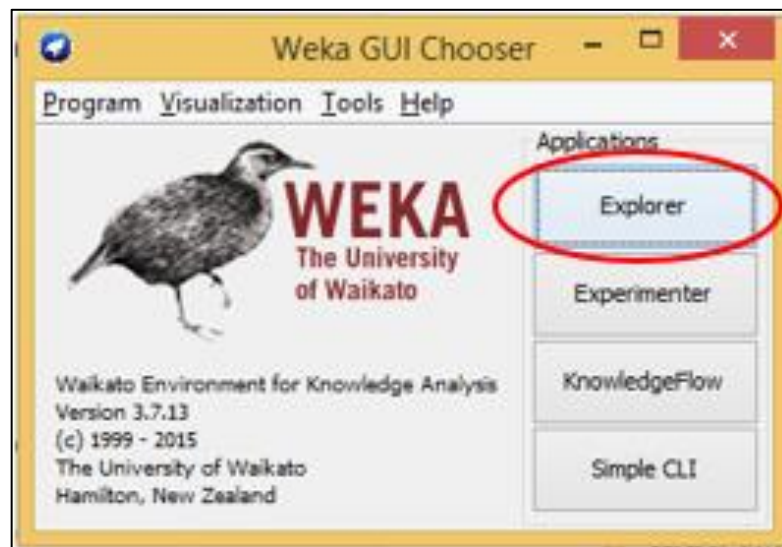 Weka GUI Chooser
Program Visualization Tools Help
WEKA
The University
of Waikato
Waikato Environment for Knowledge Analysis
Version 3.7.13
(c) 1999 - 2015
The University of Waikato
Hamilton, New Zealand
Applications
Explorer
Experimenter
KnowledgeFlow
Simple CLI